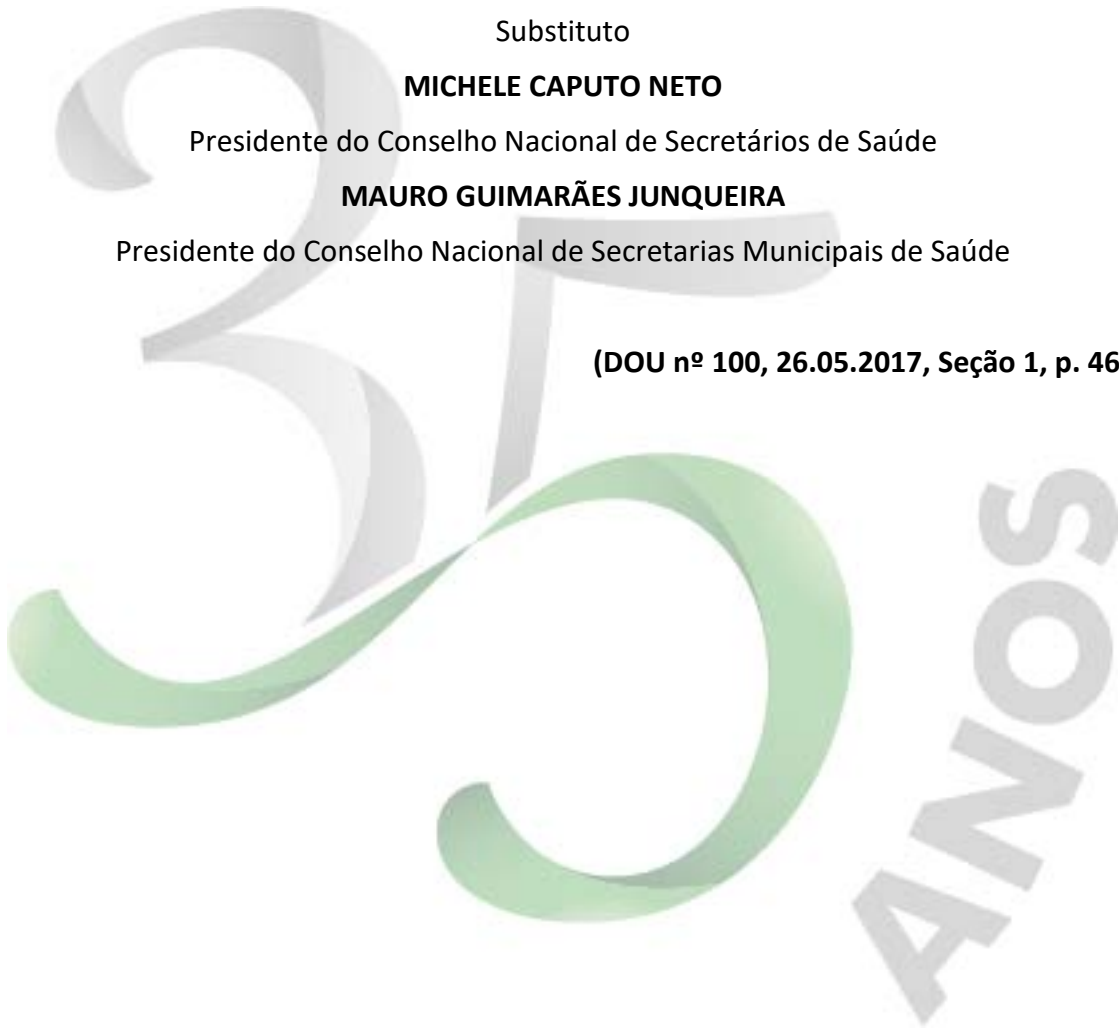 Substituto
MICHELE CAPUTO NETO
Presidente do Conselho Nacional de Secretários de Saúde
MAURO GUIMARÃES JUNQUEIRA
Presidente do Conselho Nacional de Secretarias Municipais de Saúde
(DOU nº 100, 26.05.2017, Seção 1, p. 46
35
ANOS